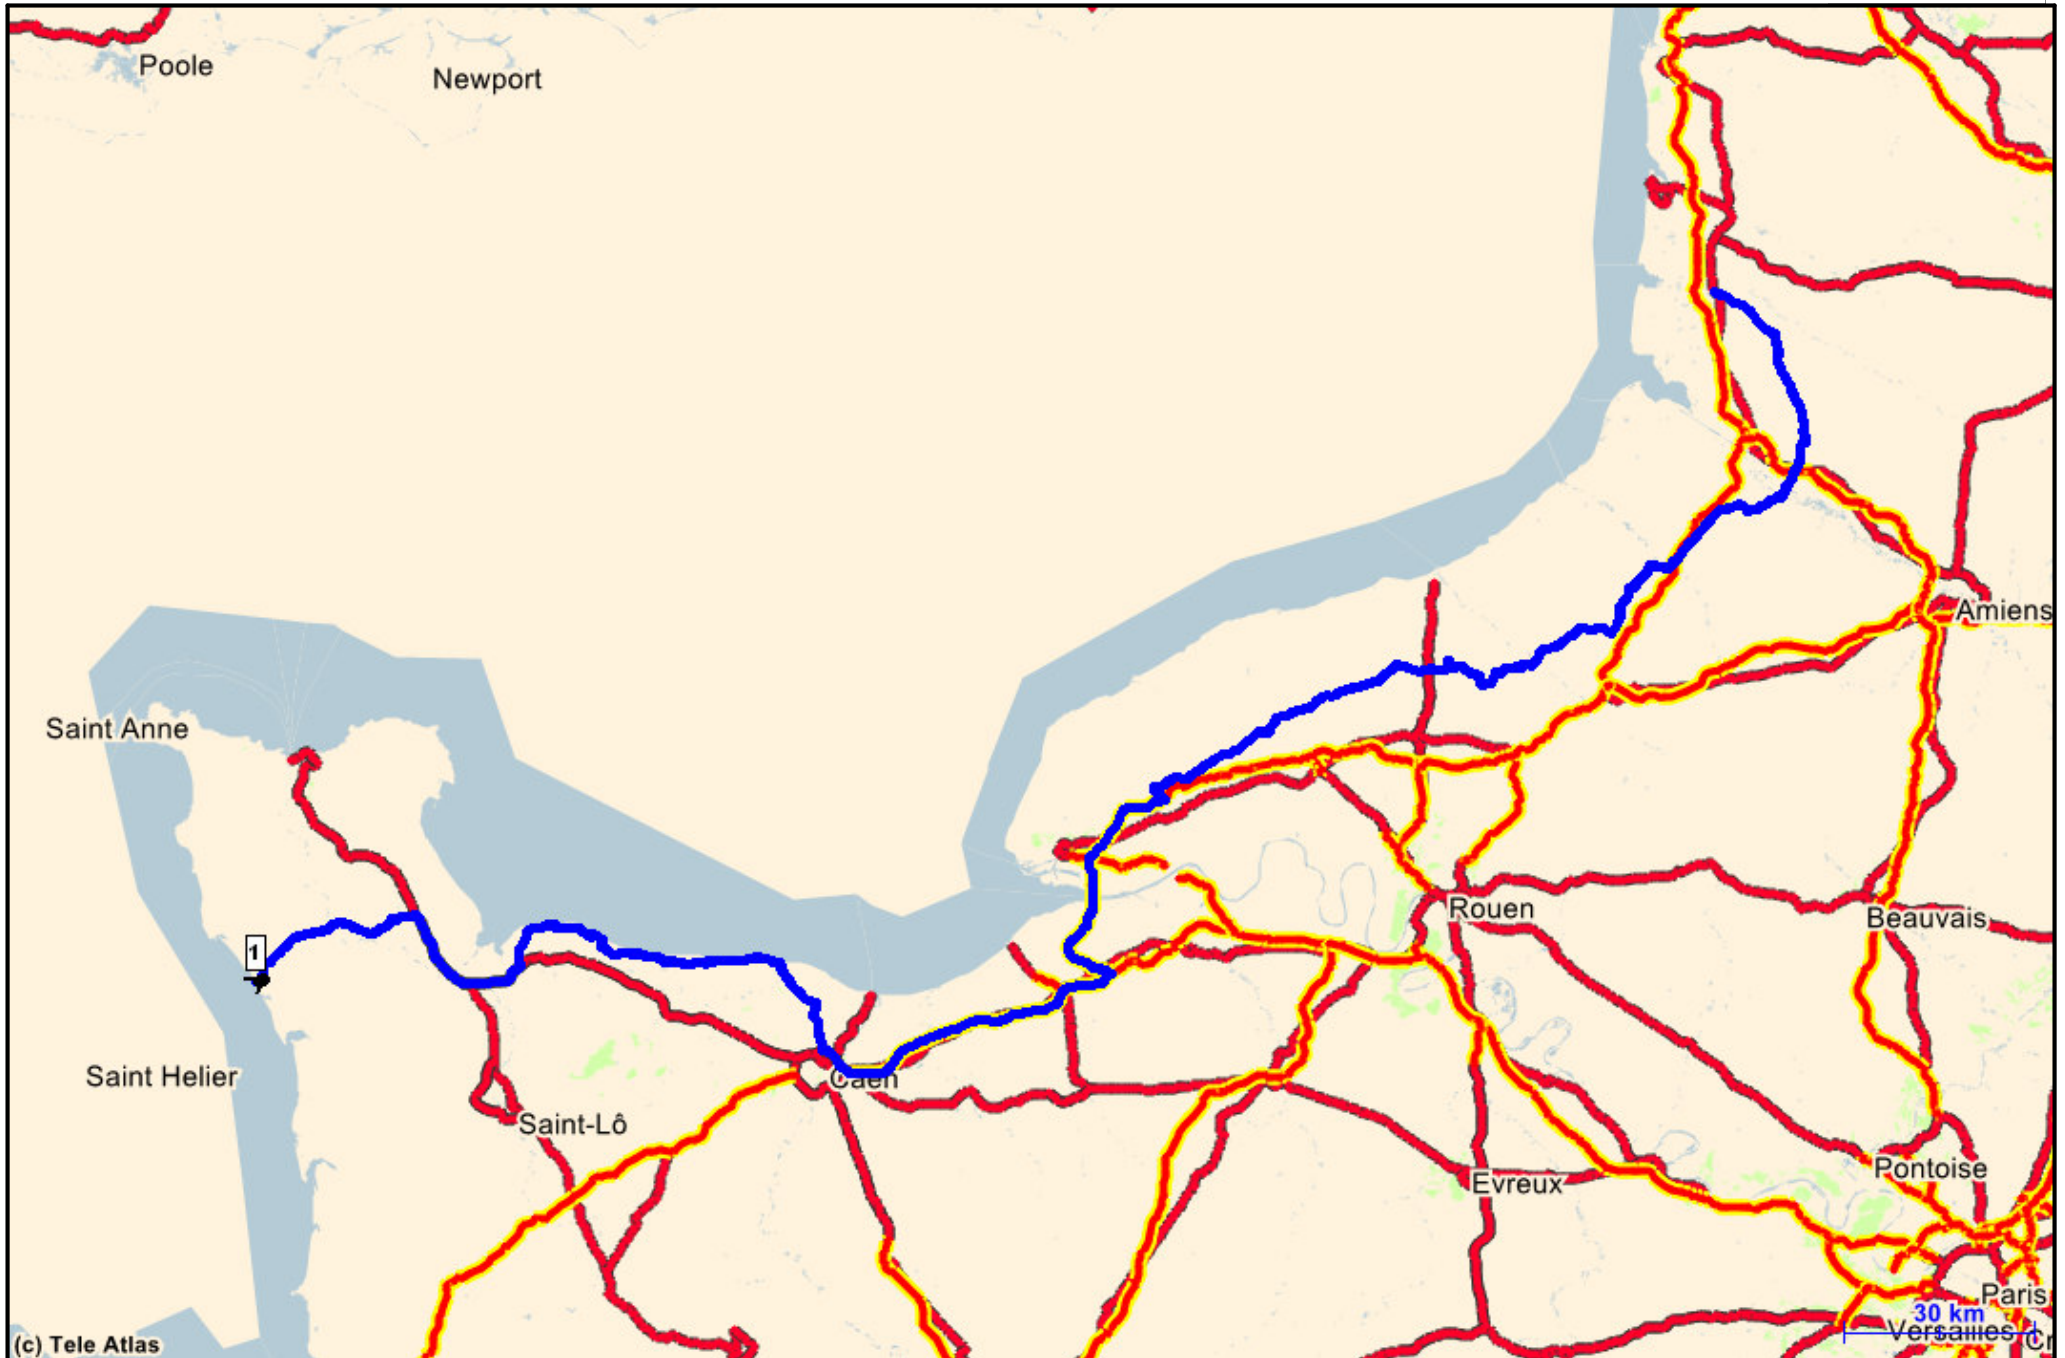 Poole
Newport
Amiens
Saint Anne
Rouen
Beauvais
1
Saint Helier
Caen
Saint-Lô
Pontoise
Evreux
Paris
30 km
Versailles
(c) Tele Atlas